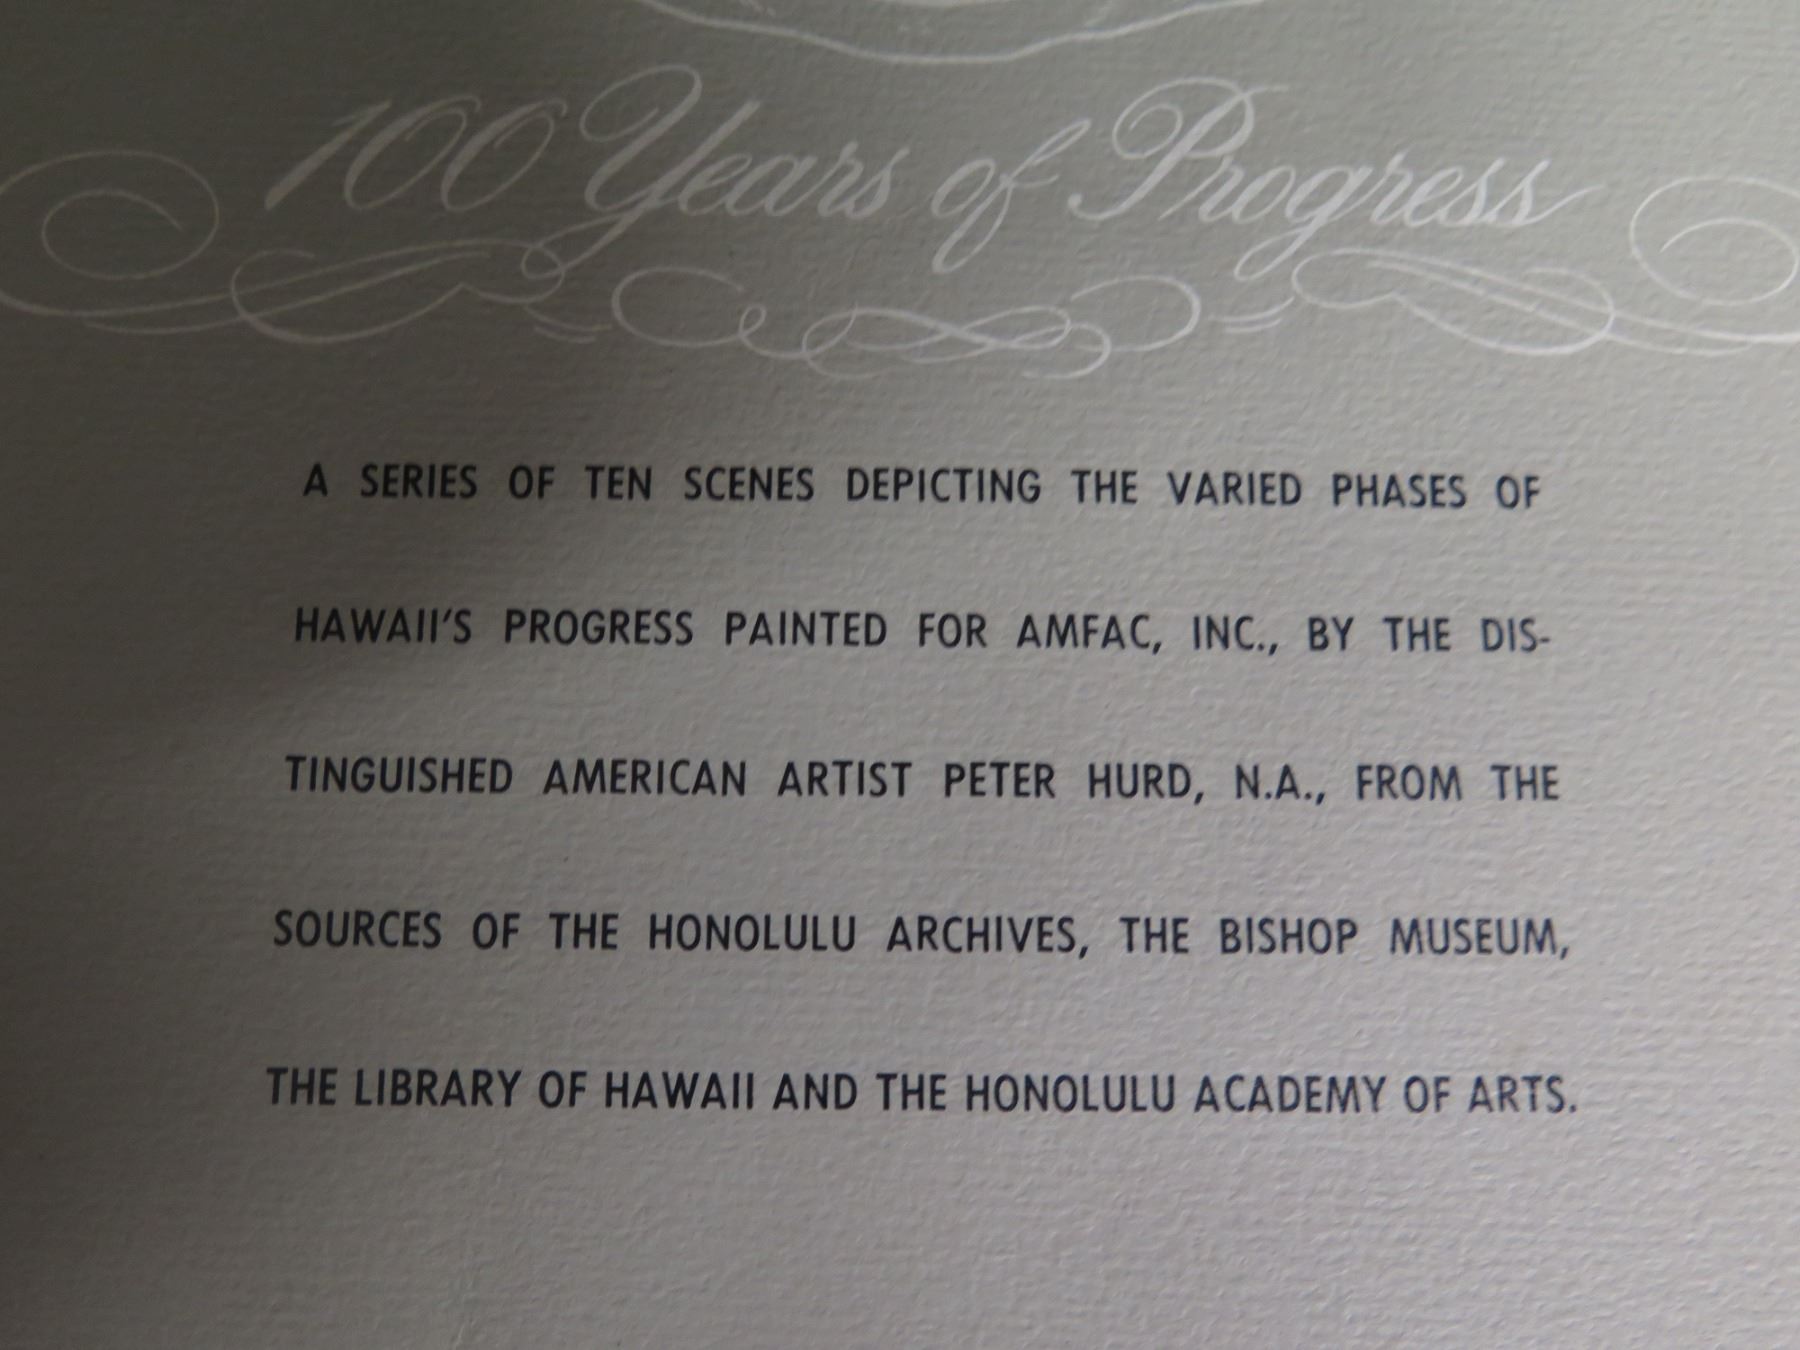 100 Years of Progress
A SERIES OF TEN SCENES DEPICTING THE VARIED PHASES OF
HAWAII'S PROGRESS PAINTED FOR AMFAC, INC., BY THE DIS-
TINGUISHED AMERICAN ARTIST PETER HURD, N.A., FROM THE
SOURCES OF THE HONOLULU ARCHIVES, THE BISHOP MUSEUM,
THE LIBRARY OF HAWAII AND THE HONOLULU ACADEMY OF ARTS.